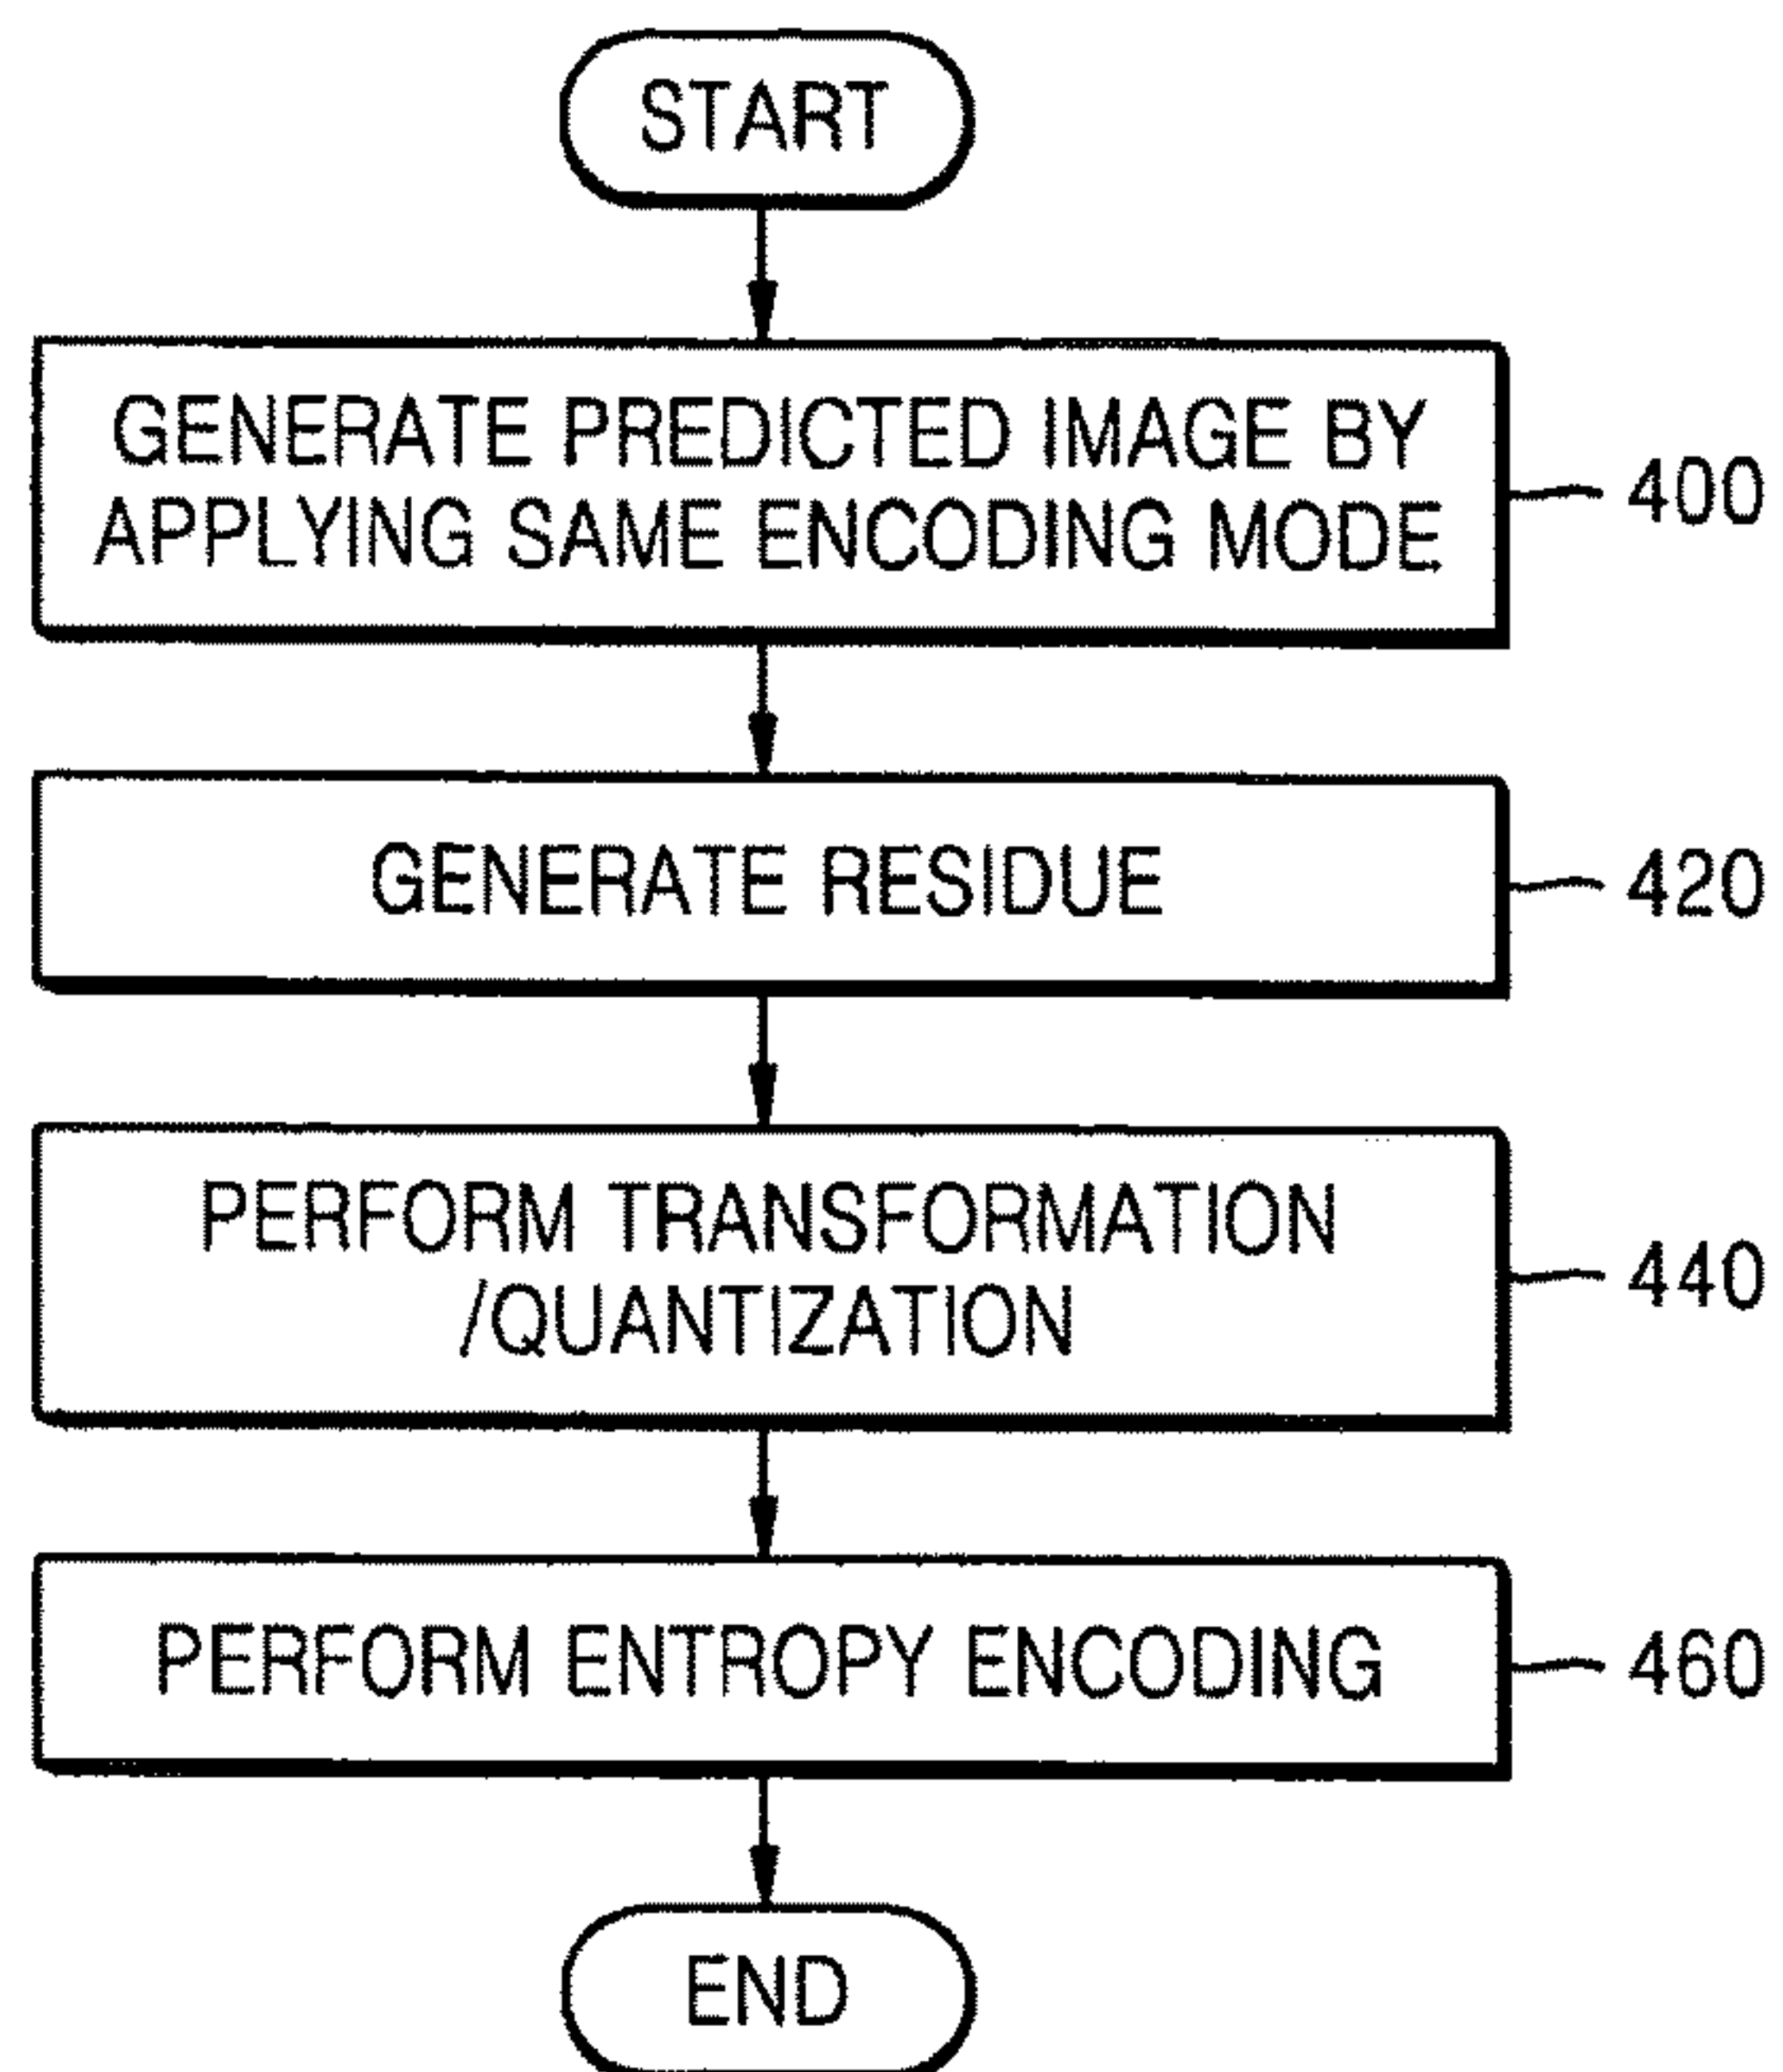 START
GENERATE PREDICTED IMAGE BY
APPLYING SAME ENCODING MODE
400
GENERATE RESIDUE
420
PERFORM TRANSFORMATION
/QUANTIZATION
440
PERFORM ENTROPY ENCODING
460
END